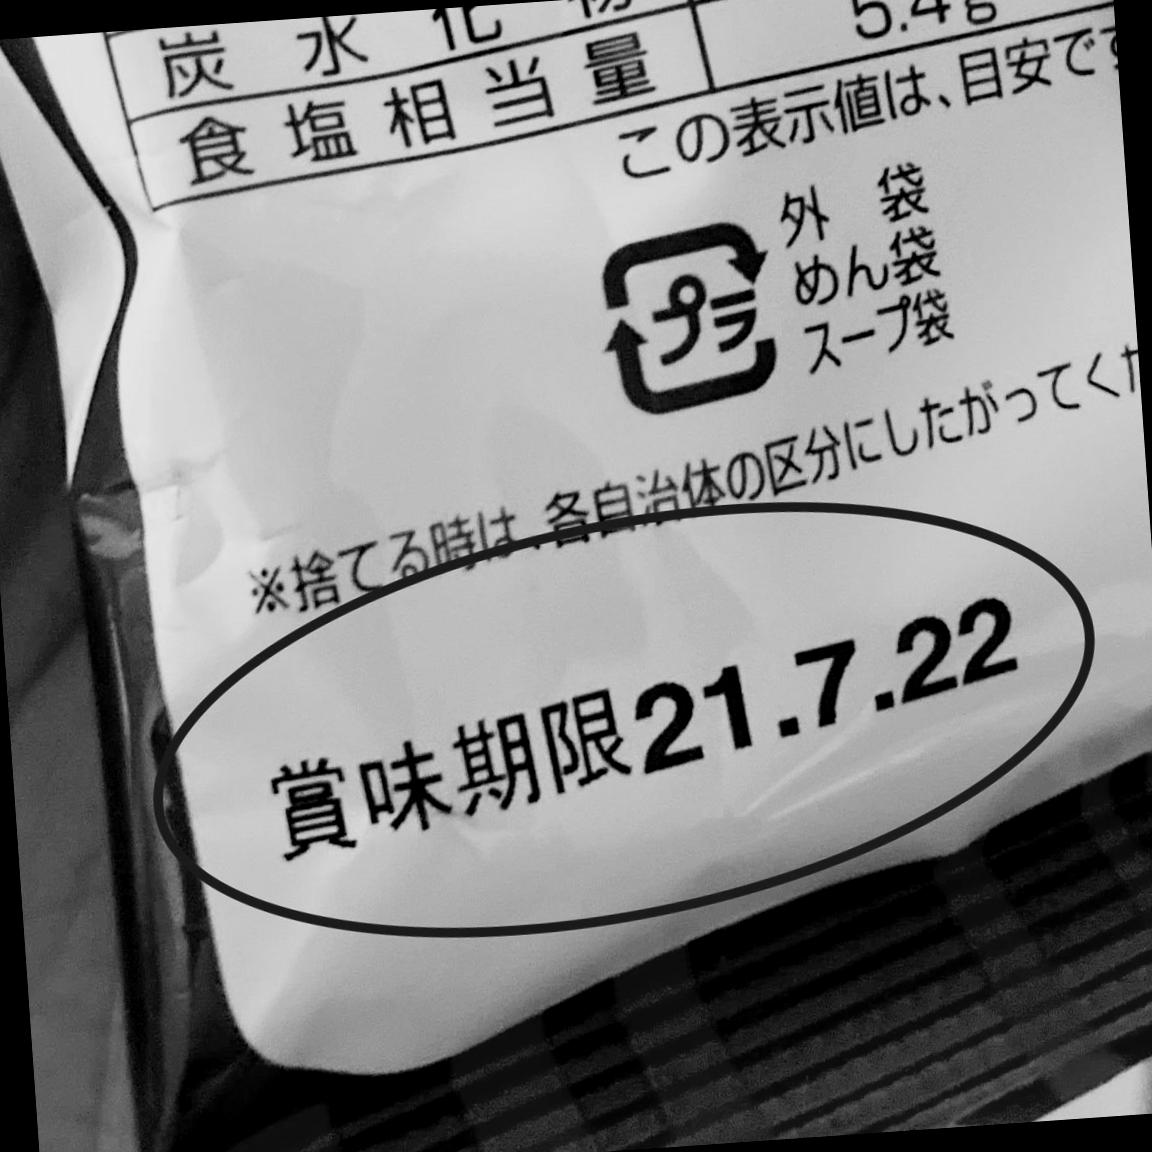 炭水化物
食塩相当量 5.4g
この表示値は、目安です
プラ
外 袋
めん袋
スープ袋
※捨てる時は、各自治体の区分にしたがってくだ
賞味期限21.7.22